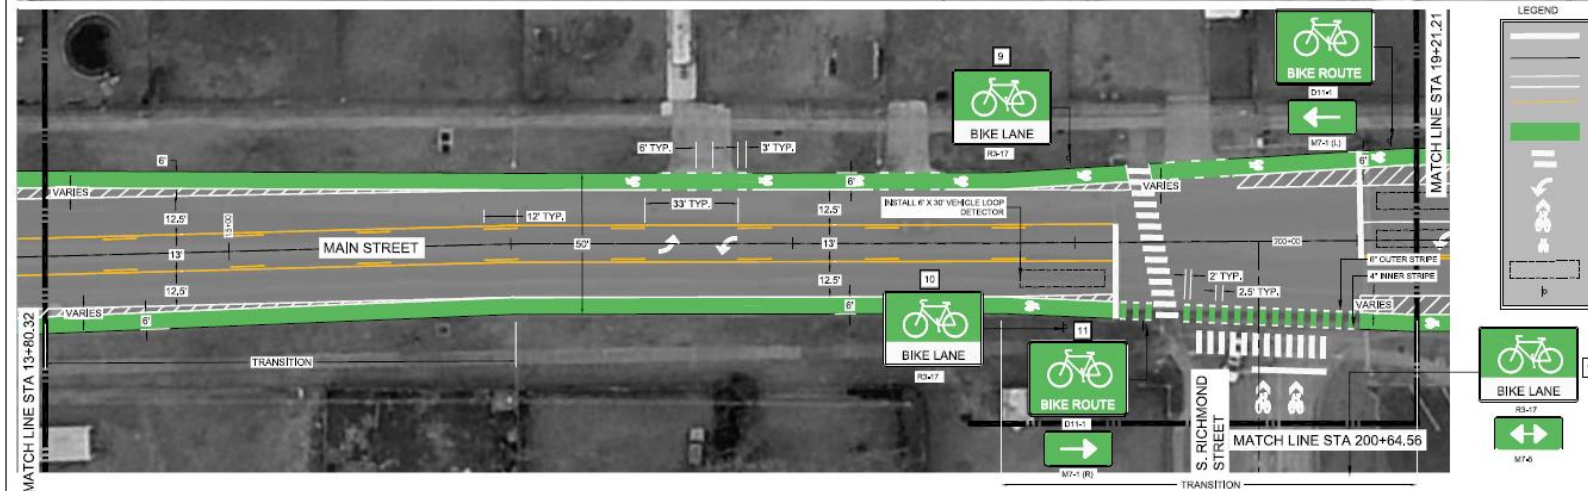 LEGEND
MATCH LINE STA 13+80.32
MATCH LINE STA 19+21.21
BIKE ROUTE
D11-1
M7-1 (L)
9
BIKE LANE
R3-17
6' TYP.
3' TYP.
6'
6'
6'
VARIES
VARIES
33' TYP.
12' TYP.
12.5'
12.5'
INSTALL 6' X 30' VEHICLE LOOP
DETECTOR
15+00
MAIN STREET
13'
50'
13'
200+00
6" OUTER STRIPE
4" INNER STRIPE
12.5'
12.5'
2' TYP.
2.5' TYP.
VARIES
VARIES
6'
6'
10
BIKE LANE
R3-17
11
BIKE ROUTE
D11-1
M7-1 (R)
TRANSITION
S. RICHMOND
STREET
MATCH LINE STA 200+64.56
TRANSITION
BIKE LANE
R3-17